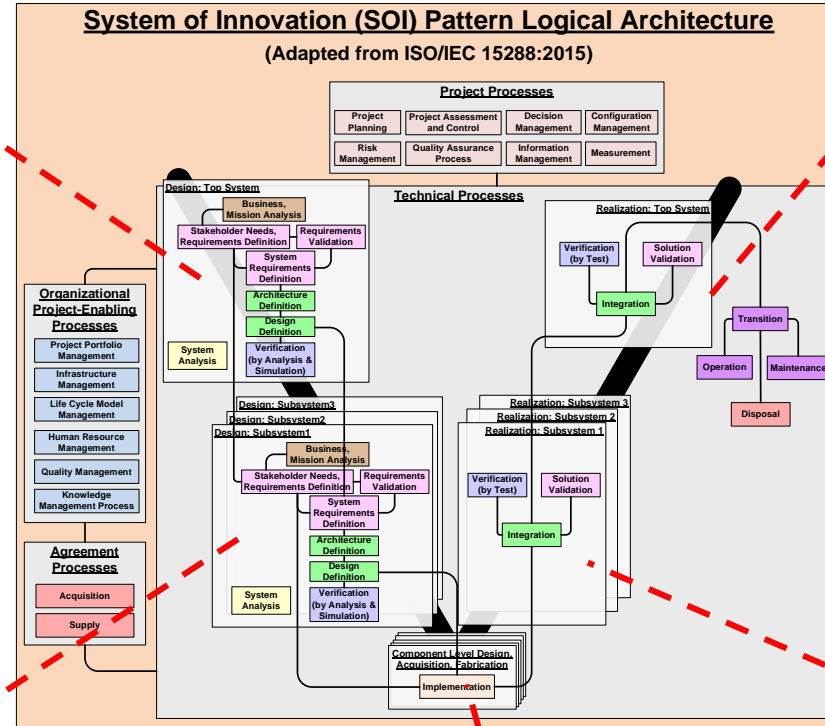 System of Innovation (SOI) Pattern Logical Architecture
(Adapted from ISO/IEC 15288:2015)
Project Processes
Project
Planning
Project Assessment
and Control
Decision
Management
Configuration
Management
Risk
Management
Quality Assurance
Process
Information
Management
Measurement
Technical Processes
Design: Top System
Business,
Mission Analysis
Stakeholder Needs,
Requirements Definition
Requirements
Validation
System
Requirements
Definition
Architecture
Definition
Design
Definition
System
Analysis
Verification
(by Analysis &
Simulation)
Realization: Top System
Verification
(by Test)
Solution
Validation
Integration
Transition
Operation
Maintenance
Disposal
Organizational
Project-Enabling
Processes
Project Portfolio
Management
Infrastructure
Management
Life Cycle Model
Management
Human Resource
Management
Quality Management
Knowledge
Management Process
Agreement
Processes
Acquisition
Supply
Design: Subsystem3
Design: Subsystem2
Design: Subsystem1
Business,
Mission Analysis
Stakeholder Needs,
Requirements Definition
Requirements
Validation
System
Requirements
Definition
Architecture
Definition
Design
Definition
System
Analysis
Verification
(by Analysis &
Simulation)
Realization: Subsystem 3
Realization: Subsystem 2
Realization: Subsystem 1
Verification
(by Test)
Solution
Validation
Integration
Component Level Design,
Acquisition, Fabrication
Implementation